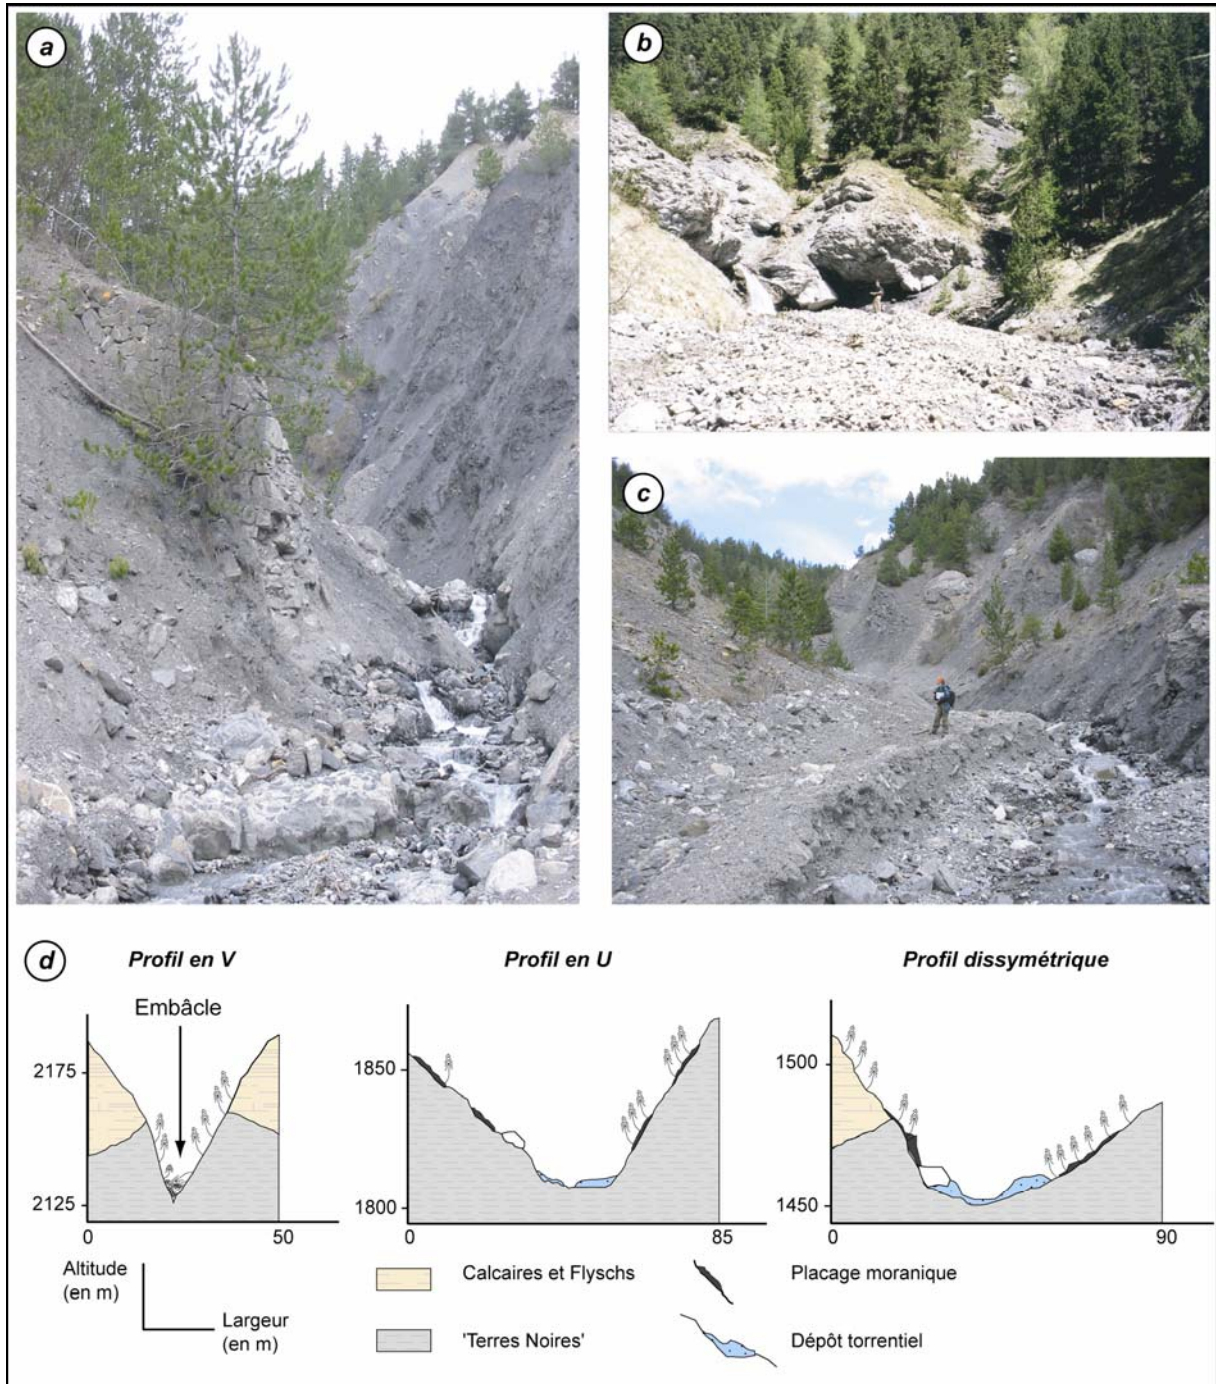 a
b
c
d
Profil en V
Profil en U
Profil dissymétrique
Embâcle
2175
2125
0
50
1850
1800
0
85
1500
1450
0
90
Altitude
(en m)
Largeur
(en m)
Calcaires et Flyschs
'Terres Noires'
Placage moranique
Dépôt torrentiel